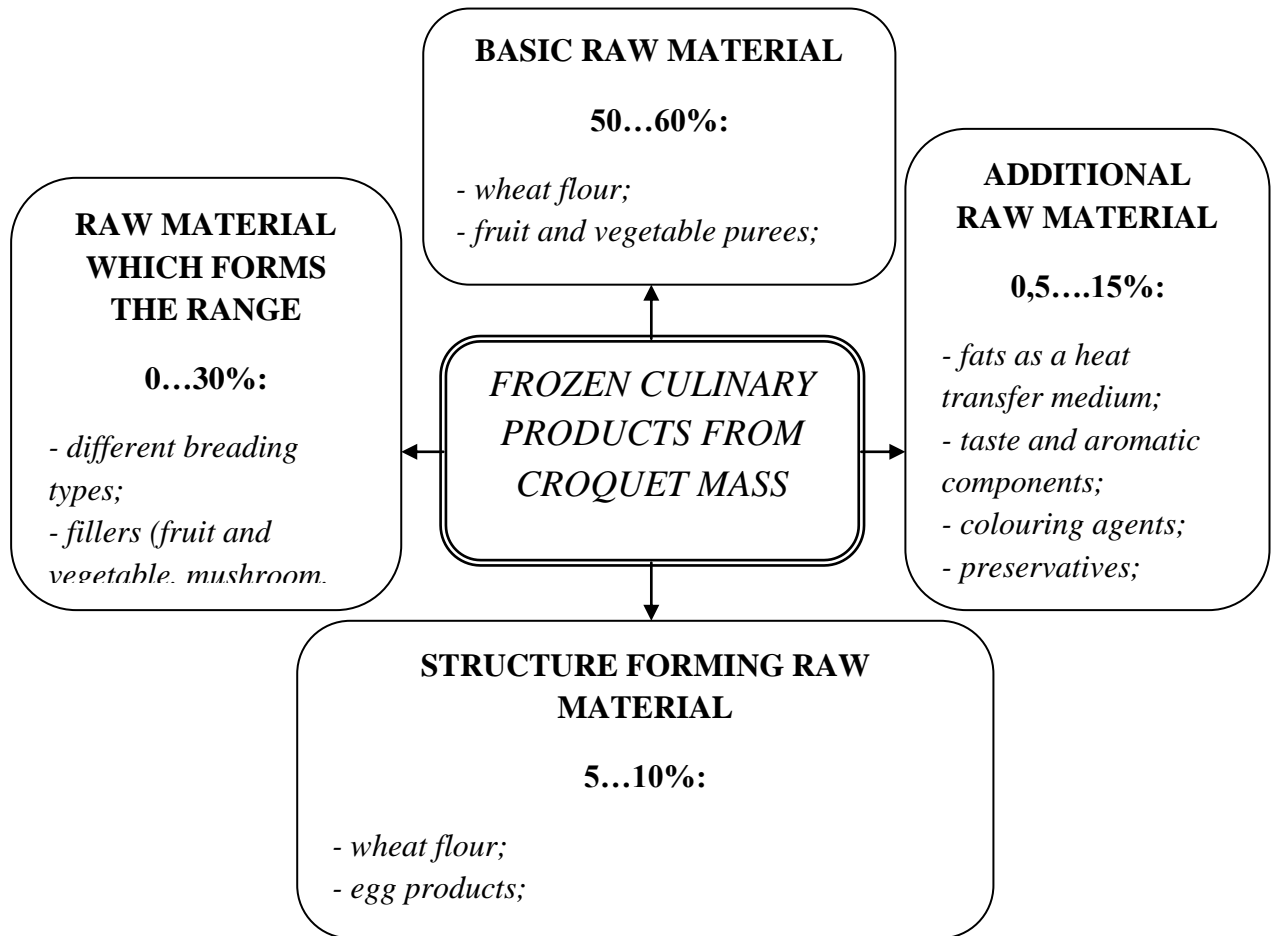 BASIC RAW MATERIAL
50…60%:
- wheat flour;
- fruit and vegetable purees;
RAW MATERIAL
WHICH FORMS
THE RANGE
0…30%:
- different breading
types;
- fillers (fruit and
vegetable, mushroom,
FROZEN CULINARY
PRODUCTS FROM
CROQUET MASS
ADDITIONAL
RAW MATERIAL
0,5….15%:
- fats as a heat
transfer medium;
- taste and aromatic
components;
- colouring agents;
- preservatives;
STRUCTURE FORMING RAW
MATERIAL
5…10%:
- wheat flour;
- egg products;